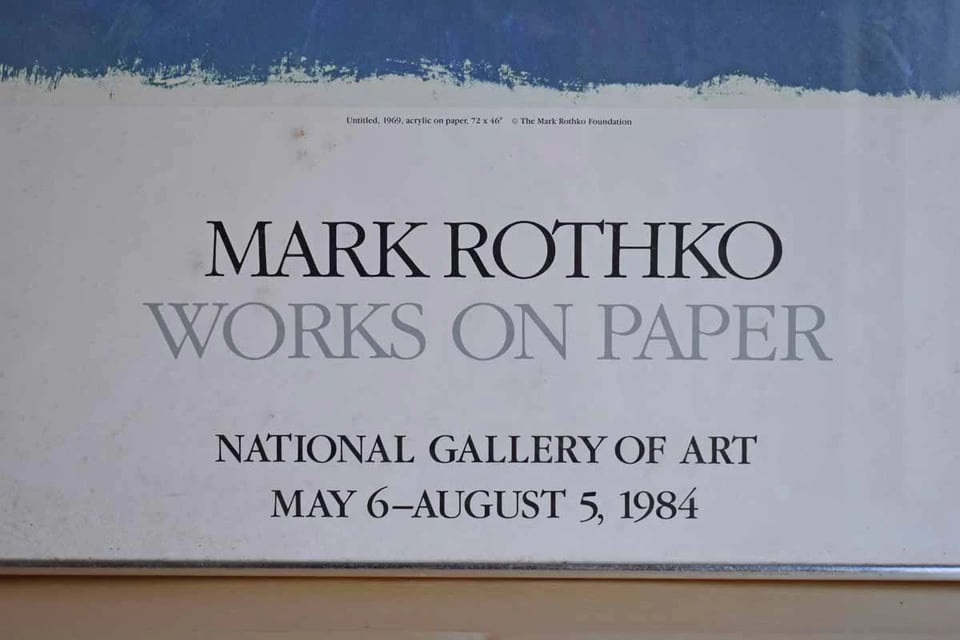 Untitled, 1969, acrylic on paper, 72 x 46" © The Mark Rothko Foundation
MARK ROTHKO
WORKS ON PAPER
NATIONAL GALLERY OF ART
MAY 6–AUGUST 5, 1984